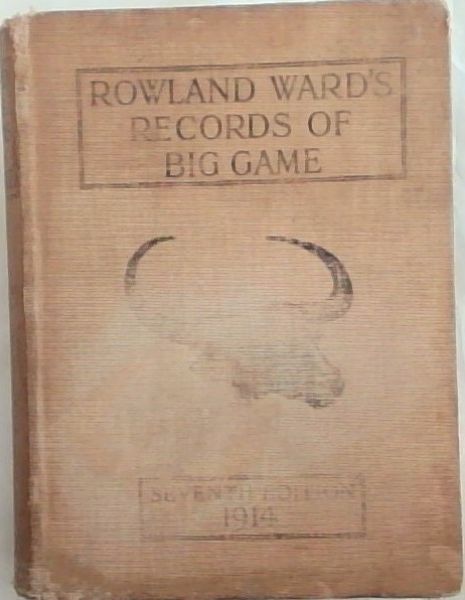 ROWLAND WARD'S
RECORDS OF
BIG GAME
SEVENTH EDITION
1914